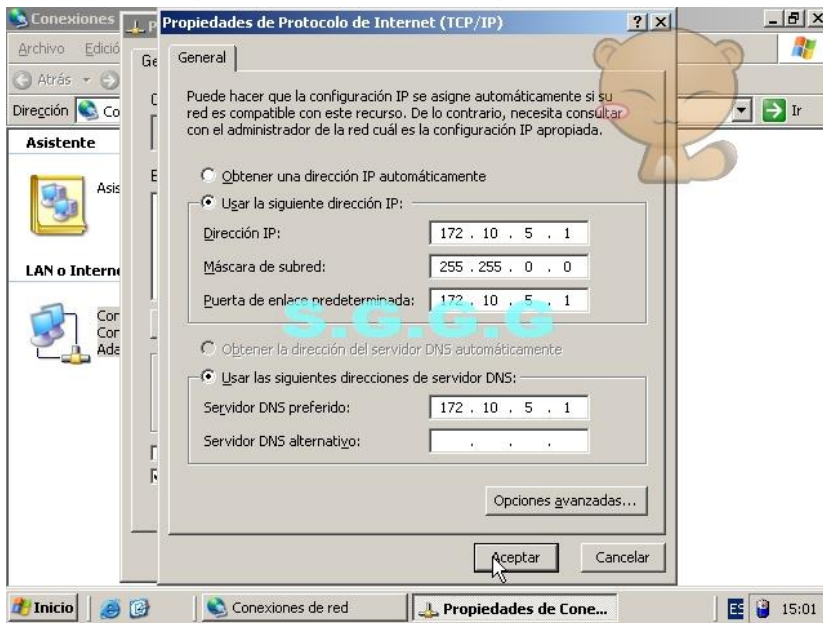 Conexiones
Propiedades de Protocolo de Internet (TCP/IP)
Archivo Edició
Ge
General
Atrás
Dirección Co
Ir
Puede hacer que la configuración IP se asigne automáticamente si su
red es compatible con este recurso. De lo contrario, necesita consultar
con el administrador de la red cuál es la configuración IP apropiada.
Asistente
Asis
Obtener una dirección IP automáticamente
Usar la siguiente dirección IP:
Dirección IP: 172 . 10 . 5 . 1
Máscara de subred: 255 . 255 . 0 . 0
LAN o Interne
Puerta de enlace predeterminada: 172 . 10 . 5 . 1
S.G.G.G
Con
Con
Ada
Obtener la dirección del servidor DNS automáticamente
Usar las siguientes direcciones de servidor DNS:
Servidor DNS preferido: 172 . 10 . 5 . 1
Servidor DNS alternativo: . . .
Opciones avanzadas...
Aceptar Cancelar
Inicio Conexiones de red Propiedades de Cone... ES 15:01